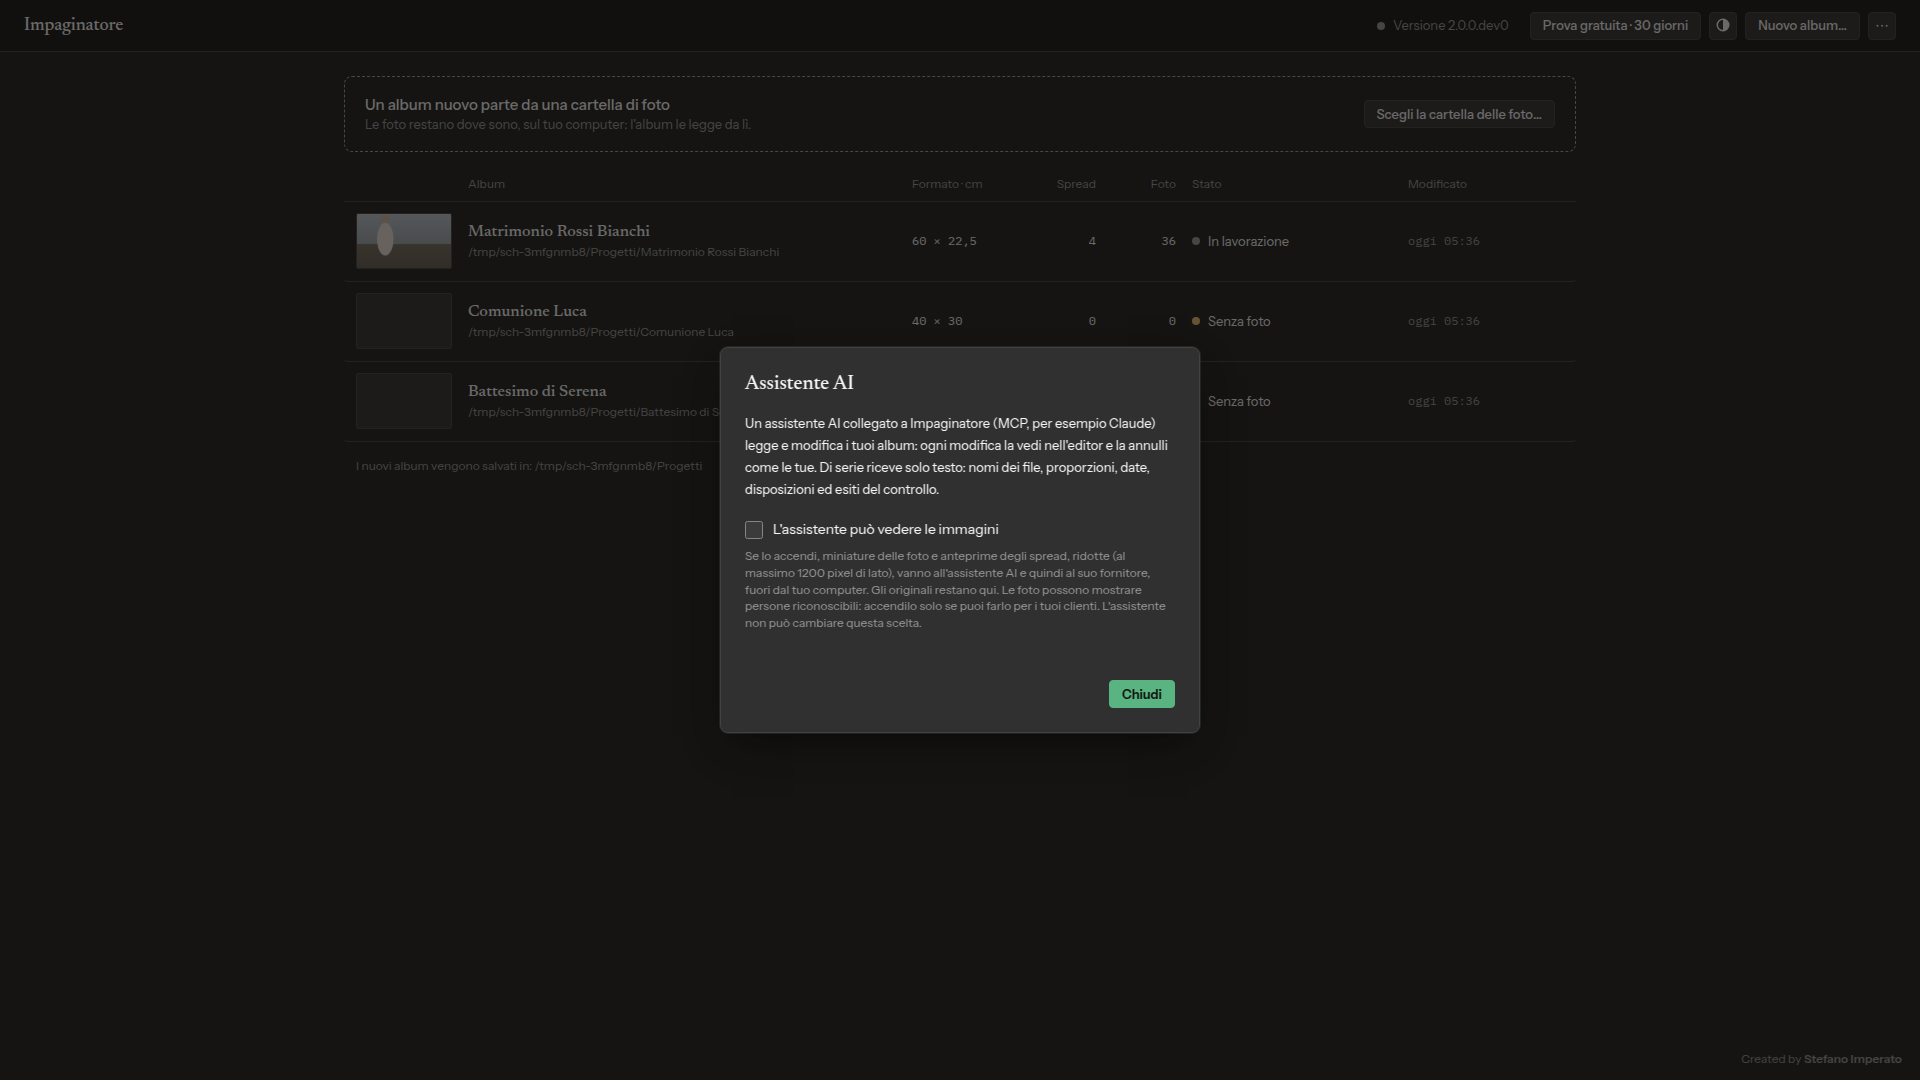 Impaginatore
Versione 2.0.0.dev0
Prova gratuita · 30 giorni
Nuovo album...
Un album nuovo parte da una cartella di foto
Le foto restano dove sono, sul tuo computer: l'album le legge da lì.
Scegli la cartella delle foto...
Album Formato · cm Spread Foto Stato Modificato
Matrimonio Rossi Bianchi
/tmp/sch-3mfgnmb8/Progetti/Matrimonio Rossi Bianchi
60 × 22,5 4 36 In lavorazione oggi 05:36
Comunione Luca
/tmp/sch-3mfgnmb8/Progetti/Comunione Luca
40 × 30 0 0 Senza foto oggi 05:36
Battesimo di Serena
/tmp/sch-3mfgnmb8/Progetti/Battesimo di S
Senza foto oggi 05:36
I nuovi album vengono salvati in: /tmp/sch-3mfgnmb8/Progetti
Assistente AI
Un assistente AI collegato a Impaginatore (MCP, per esempio Claude)
legge e modifica i tuoi album: ogni modifica la vedi nell'editor e la annulli
come le tue. Di serie riceve solo testo: nomi dei file, proporzioni, date,
disposizioni ed esiti del controllo.
L'assistente può vedere le immagini
Se lo accendi, miniature delle foto e anteprime degli spread, ridotte (al
massimo 1200 pixel di lato), vanno all'assistente AI e quindi al suo fornitore,
fuori dal tuo computer. Gli originali restano qui. Le foto possono mostrare
persone riconoscibili: accendilo solo se puoi farlo per i tuoi clienti. L'assistente
non può cambiare questa scelta.
Chiudi
Created by Stefano Imperato